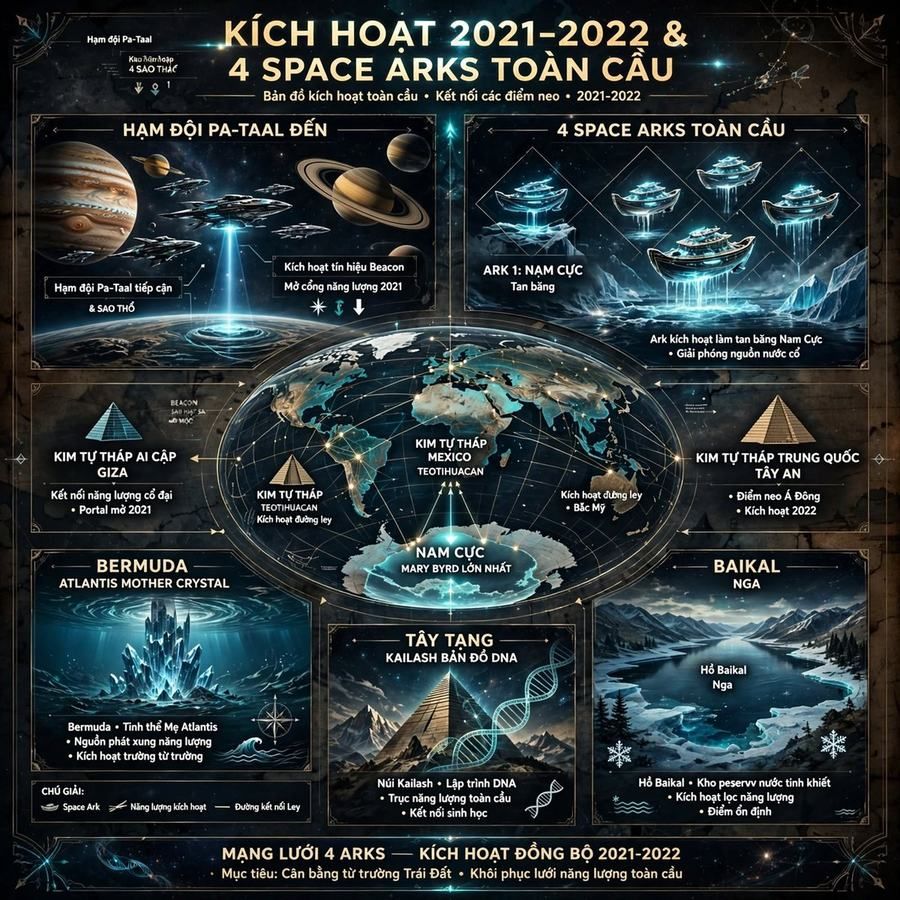 Hạm đội Pa-Taal
4 SAO THÁC
KÍCH HOẠT 2021–2022 &
4 SPACE ARKS TOÀN CẦU
Bản đồ kích hoạt toàn cầu • Kết nối các điểm neo • 2021-2022
HẠM ĐỘI PA-TAAL ĐẾN
Hạm đội Pa-Taal tiếp cận
& SAO THỔ
Kích hoạt tín hiệu Beacon
Mở cổng năng lượng 2021
4 SPACE ARKS TOÀN CẦU
ARK 1: NẠM CỰC
Tan băng
Ark kích hoạt làm tan băng Nam Cực
• Giải phóng nguồn nước cổ
BEACON
KIM TỰ THÁP AI CẬP
GIZA
Kết nối năng lượng cổ đại
• Portal mở 2021
KIM TỰ THÁP
TEOTIHUACAN
Kích hoạt đường ley
KIM TỰ THÁP
MEXICO
TEOTIHUACAN
Kích hoạt đường ley
• Bắc Mỹ
KIM TỰ THÁP TRUNG QUỐC
TÂY AN
• Điểm neo Á Đông
• Kích hoạt 2022
NAM CỰC
MARY BYRD LỚN NHẤT
BERMUDA
ATLANTIS MOTHER CRYSTAL
Bermuda • Tinh thể Mẹ Atlantis
• Nguồn phát xung năng lượng
• Kích hoạt trường từ trường
TÂY TẠNG
KAILASH BẢN ĐỒ DNA
Núi Kailash • Lập trình DNA
• Trục năng lượng toàn cầu
• Kết nối sinh học
BAIKAL
NGA
Hồ Baikal
Nga
Hồ Baikal • Kho peservv nước tinh khiết
• Kích hoạt lọc năng lượng
• Điểm ổn định
CHÚ GIẢI:
Space Ark
Năng lượng kích hoạt
Đường kết nối Ley
MẠNG LƯỚI 4 ARKS — KÍCH HOẠT ĐỒNG BỘ 2021-2022
• Mục tiêu: Cân bằng từ trường Trái Đất • Khôi phục lưới năng lượng toàn cầu